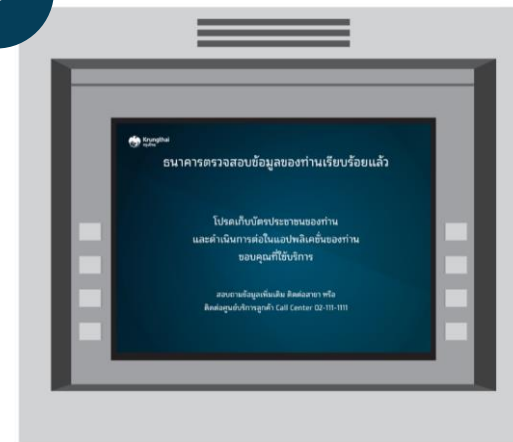 Krungthai
กรุงไทย
ธนาคารตรวจสอบข้อมูลของท่านเรียบร้อยแล้ว
โปรดเก็บบัตรประชาชนของท่าน
และดำเนินการต่อในแอปพลิเคชั่นของท่าน
ขอบคุณที่ใช้บริการ
สอบถามข้อมูลเพิ่มเติม ติดต่อสาขา หรือ
ติดต่อศูนย์บริการลูกค้า Call Center 02-111-1111